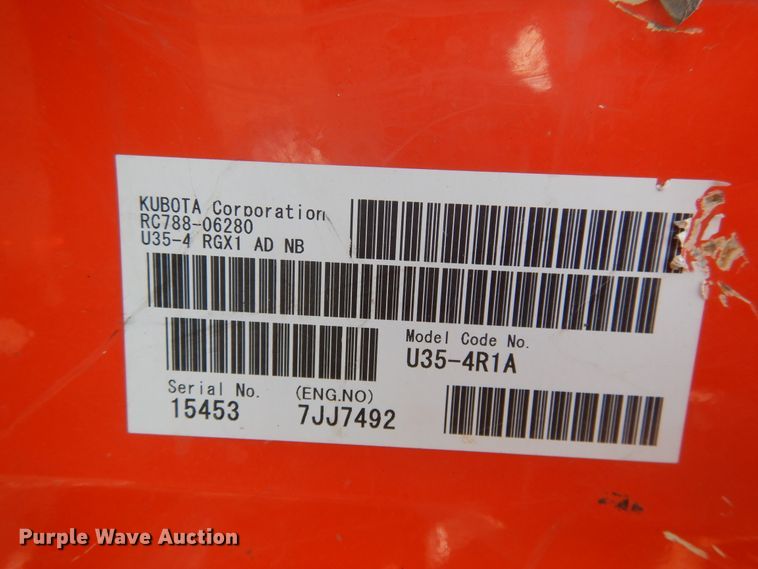 KUBOTA Corporation
RC788-06280
U35-4 RGX1 AD NB
Model Code No.
U35-4R1A
Serial No. (ENG.NO)
15453 7JJ7492
Purple Wave Auction®